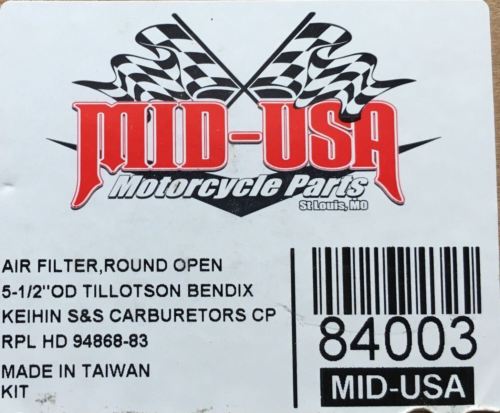 MID-USA
Motorcycle Parts
St Louis, MO
AIR FILTER,ROUND OPEN
5-1/2"OD TILLOTSON BENDIX
KEIHIN S&S CARBURETORS CP
RPL HD 94868-83
MADE IN TAIWAN
KIT
84003
MID-USA